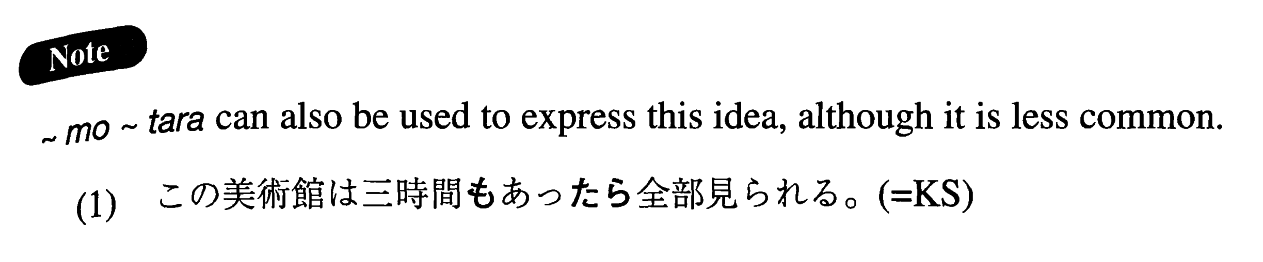 Note
~ mo ~ tara can also be used to express this idea, although it is less common.
(1) この美術館は三時間もあったら全部見られる。(=KS)